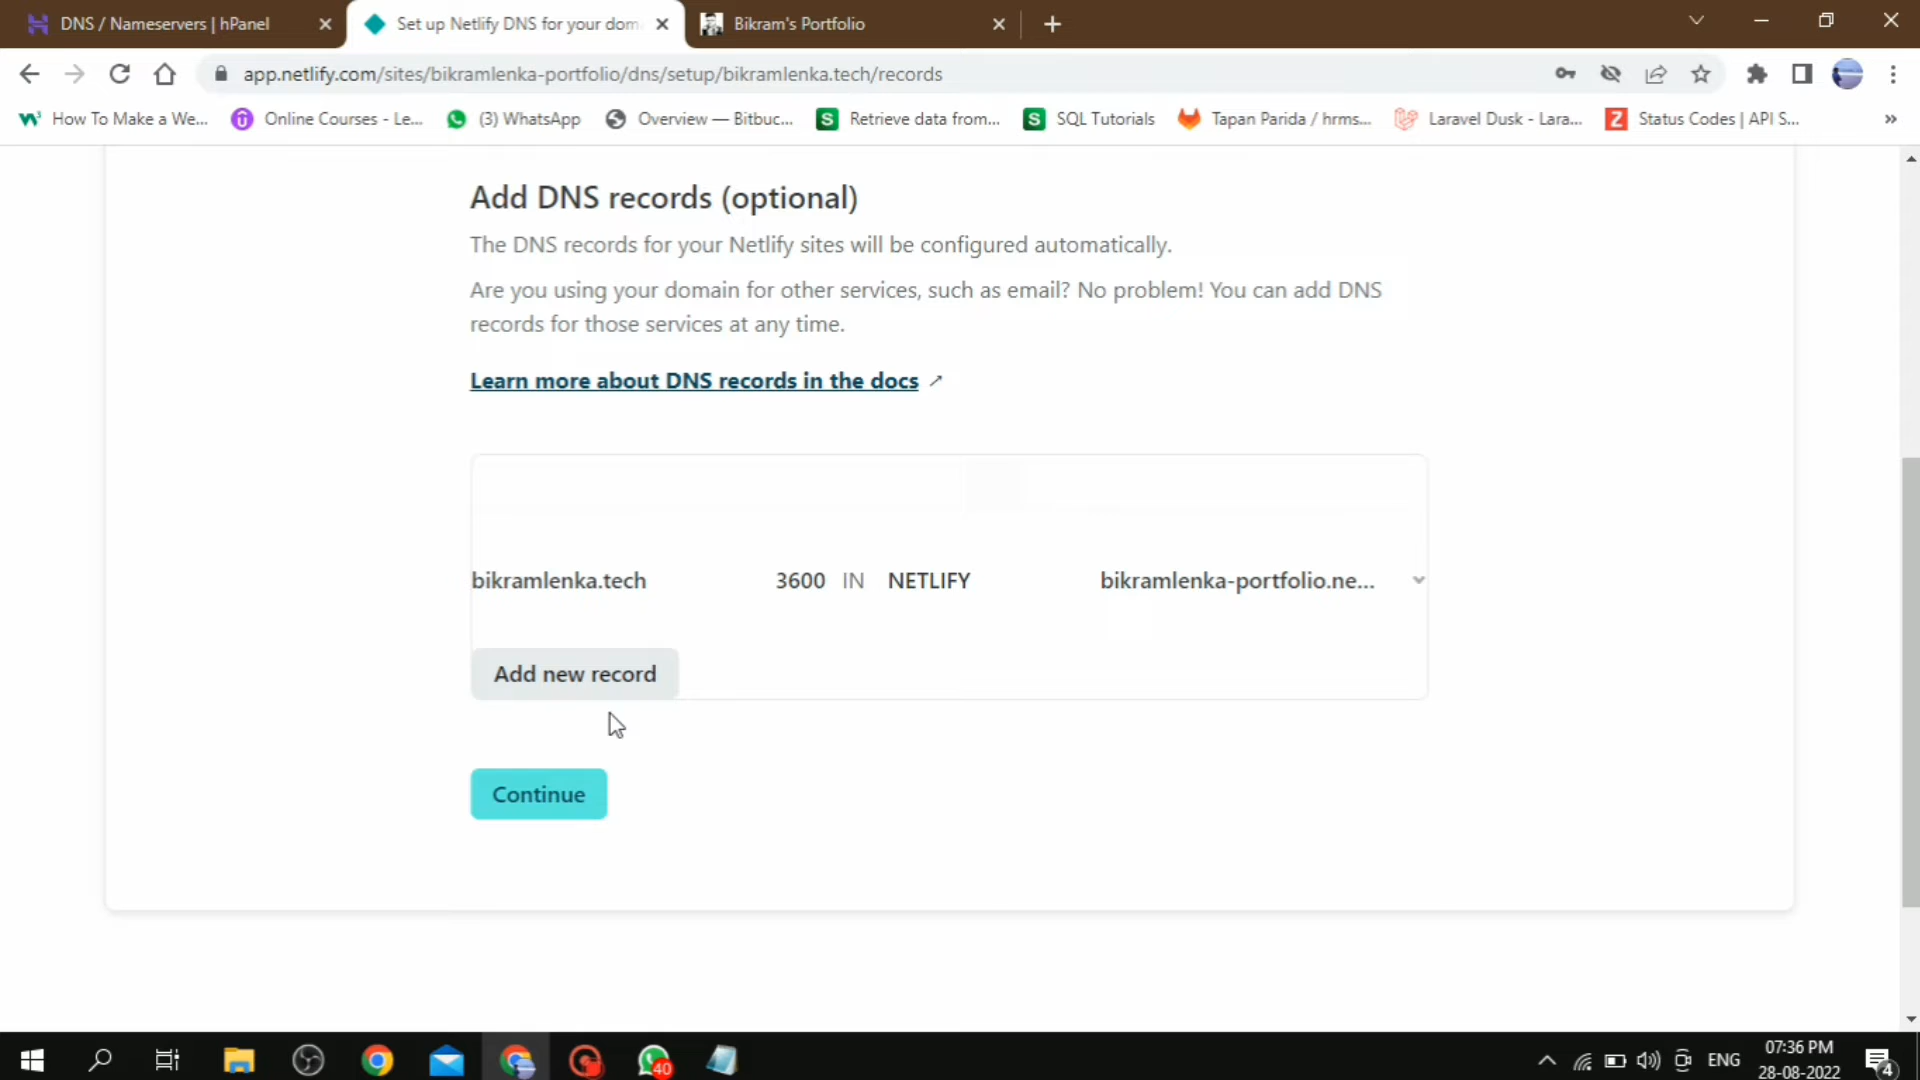 DNS / Nameservers | hPanel
Set up Netlify DNS for your dom
Bikram's Portfolio
app.netlify.com/sites/bikramlenka-portfolio/dns/setup/bikramlenka.tech/records
How To Make a We...
Online Courses - Le...
(3) WhatsApp
Overview — Bitbuc...
Retrieve data from...
SQL Tutorials
Tapan Parida / hrms...
Laravel Dusk - Lara...
Status Codes | API S...
»
Add DNS records (optional)
The DNS records for your Netlify sites will be configured automatically.
Are you using your domain for other services, such as email? No problem! You can add DNS
records for those services at any time.
Learn more about DNS records in the docs ↗
bikramlenka.tech 3600 IN NETLIFY bikramlenka-portfolio.ne...
Add new record
Continue
40
ENG
07:36 PM
28-08-2022
4